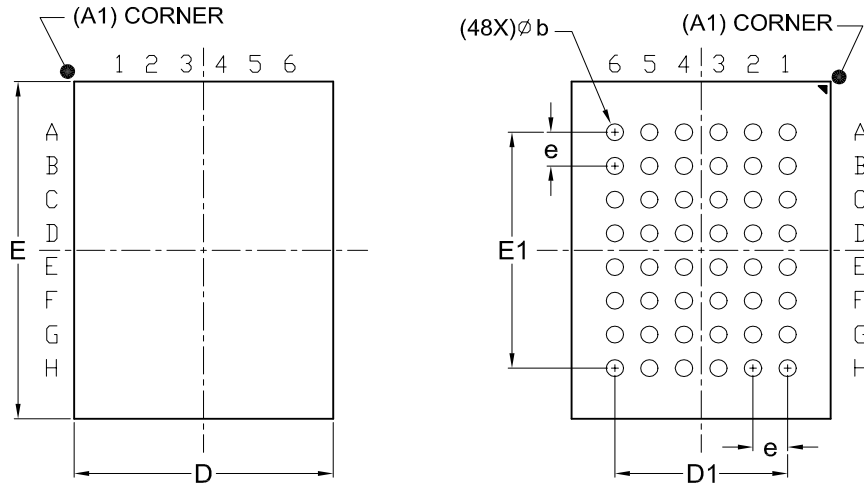 (A1) CORNER
1 2 3 4 5 6
A
B
C
D
E
F
G
H
E
D
(48X)⌀ b
(A1) CORNER
6 5 4 3 2 1
A
B
C
D
E
F
G
H
e
E1
e
D1